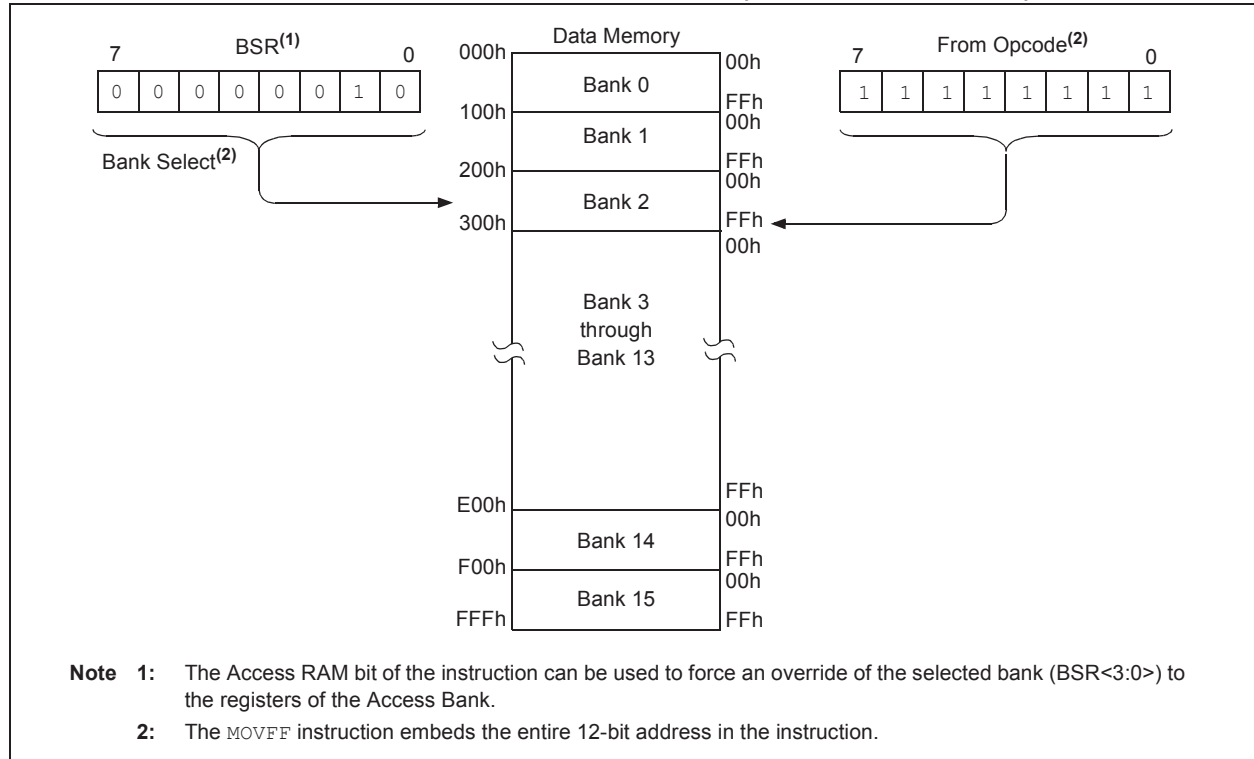 7 BSR(1) 0
0 0 0 0 0 0 1 0
Bank Select(2)
Data Memory
000h
Bank 0
00h
FFh
100h
Bank 1
00h
FFh
200h
Bank 2
00h
FFh
300h
00h
Bank 3
through
Bank 13
FFh
E00h
Bank 14
00h
FFh
F00h
Bank 15
00h
FFFh
FFh
From Opcode(2)
7 0
1 1 1 1 1 1 1 1
Note 1: The Access RAM bit of the instruction can be used to force an override of the selected bank (BSR<3:0>) to
the registers of the Access Bank.
2: The MOVFF instruction embeds the entire 12-bit address in the instruction.